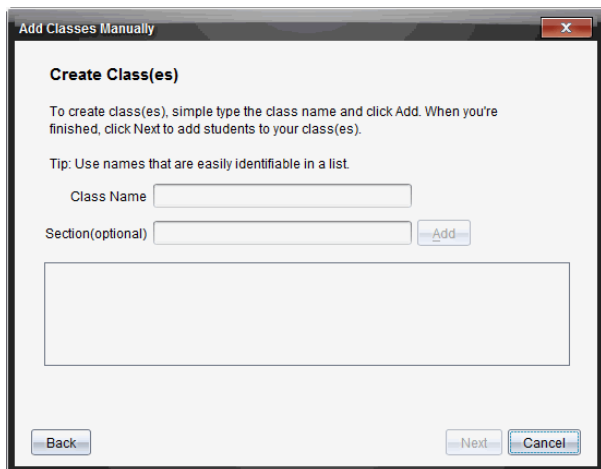 Add Classes Manually
X
Create Class(es)
To create class(es), simple type the class name and click Add. When you're
finished, click Next to add students to your class(es).
Tip: Use names that are easily identifiable in a list.
Class Name
Section(optional)
Add
Back
Next
Cancel